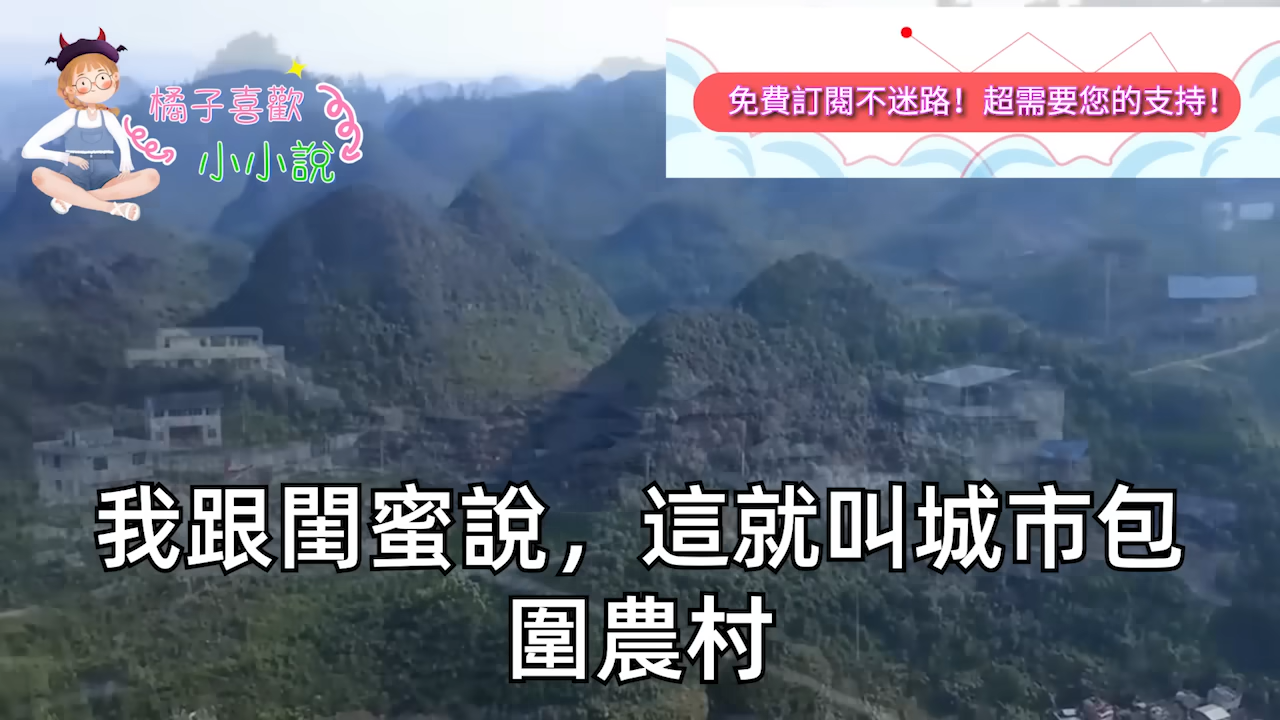 橘子喜歡
小小說
免費訂閱不迷路！超需要您的支持！
我跟閨蜜說，這就叫城市包
圍農村